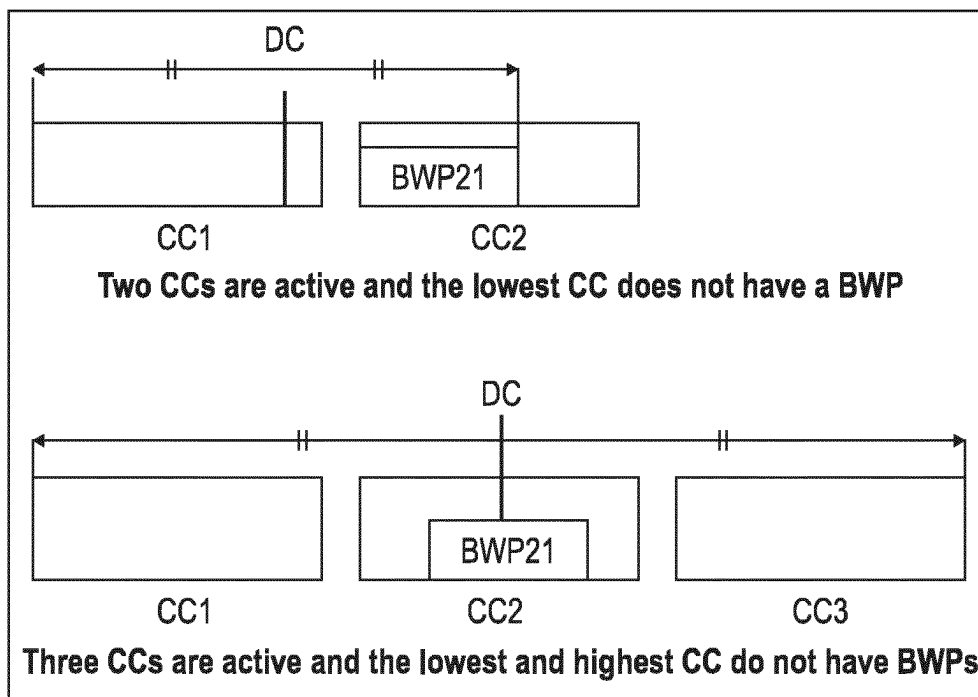 DC
BWP21
CC1 CC2
Two CCs are active and the lowest CC does not have a BWP
DC
BWP21
CC1 CC2 CC3
Three CCs are active and the lowest and highest CC do not have BWPs